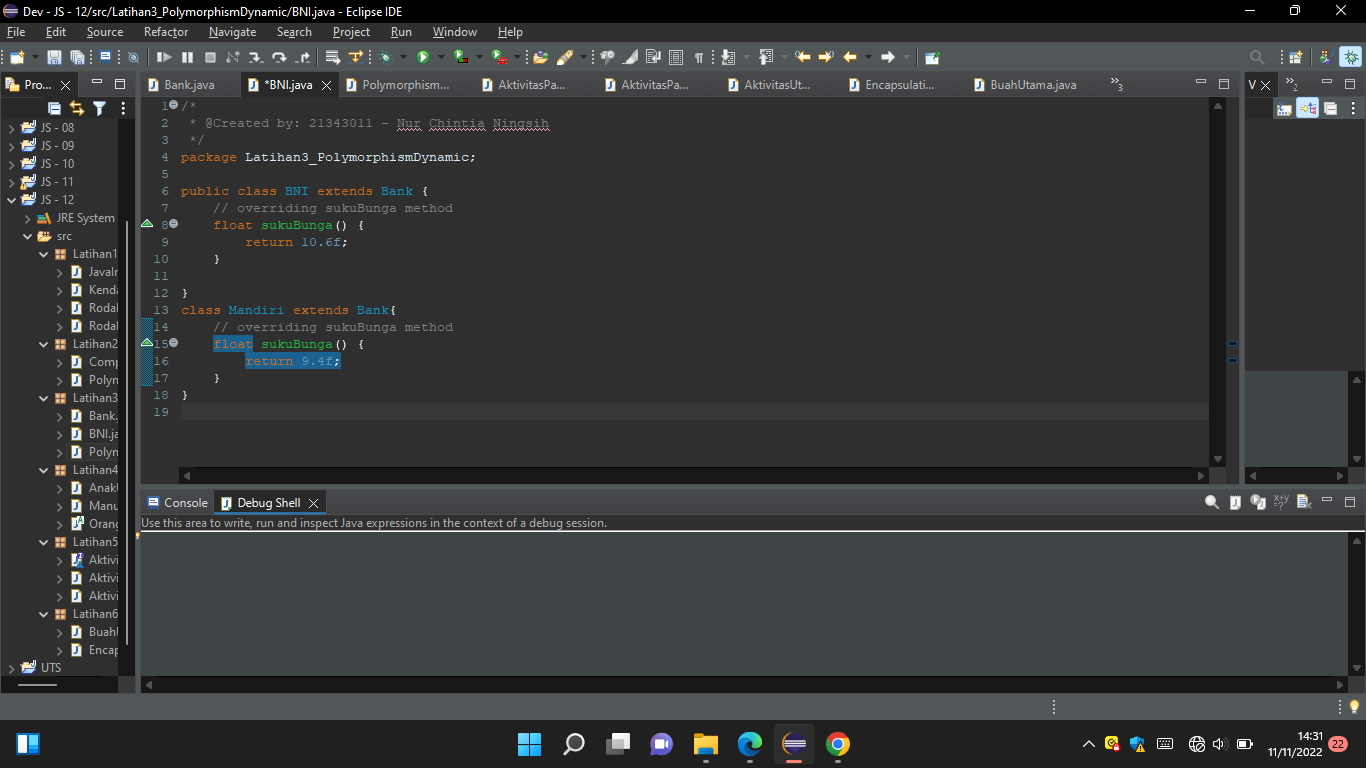 Dev - JS - 12/src/Latihan3_PolymorphismDynamic/BNI.java - Eclipse IDE
File Edit Source Refactor Navigate Search Project Run Window Help
Pro...
Bank.java *BNI.java Polymorphism... AktivitasPa... AktivitasPa... AktivitasUt... Encapsulati... BuahUtama.java 3
V 2
JS - 08
JS - 09
JS - 10
JS - 11
JS - 12
JRE System
src
Latihan1
JavaIn
Kenda
Rodal
Rodal
Latihan2
Comp
Polyn
Latihan3
Bank.
BNI.ja
Polyn
Latihan4
Anak
Manu
Orang
Latihan5
Aktivi
Aktivi
Aktivi
Latihan6
Buah
Encap
UTS
1 /*
2 * @Created by: 21343011 - Nur Chintia Ningsih
3 */
4 package Latihan3_PolymorphismDynamic;
5
6 public class BNI extends Bank {
7 // overriding sukuBunga method
8 float sukuBunga() {
9 return 10.6f;
10 }
11
12 }
13 class Mandiri extends Bank{
14 // overriding sukuBunga method
15 float sukuBunga() {
16 return 9.4f;
17 }
18 }
19
Console Debug Shell
Use this area to write, run and inspect Java expressions in the context of a debug session.
14:31
11/11/2022
22